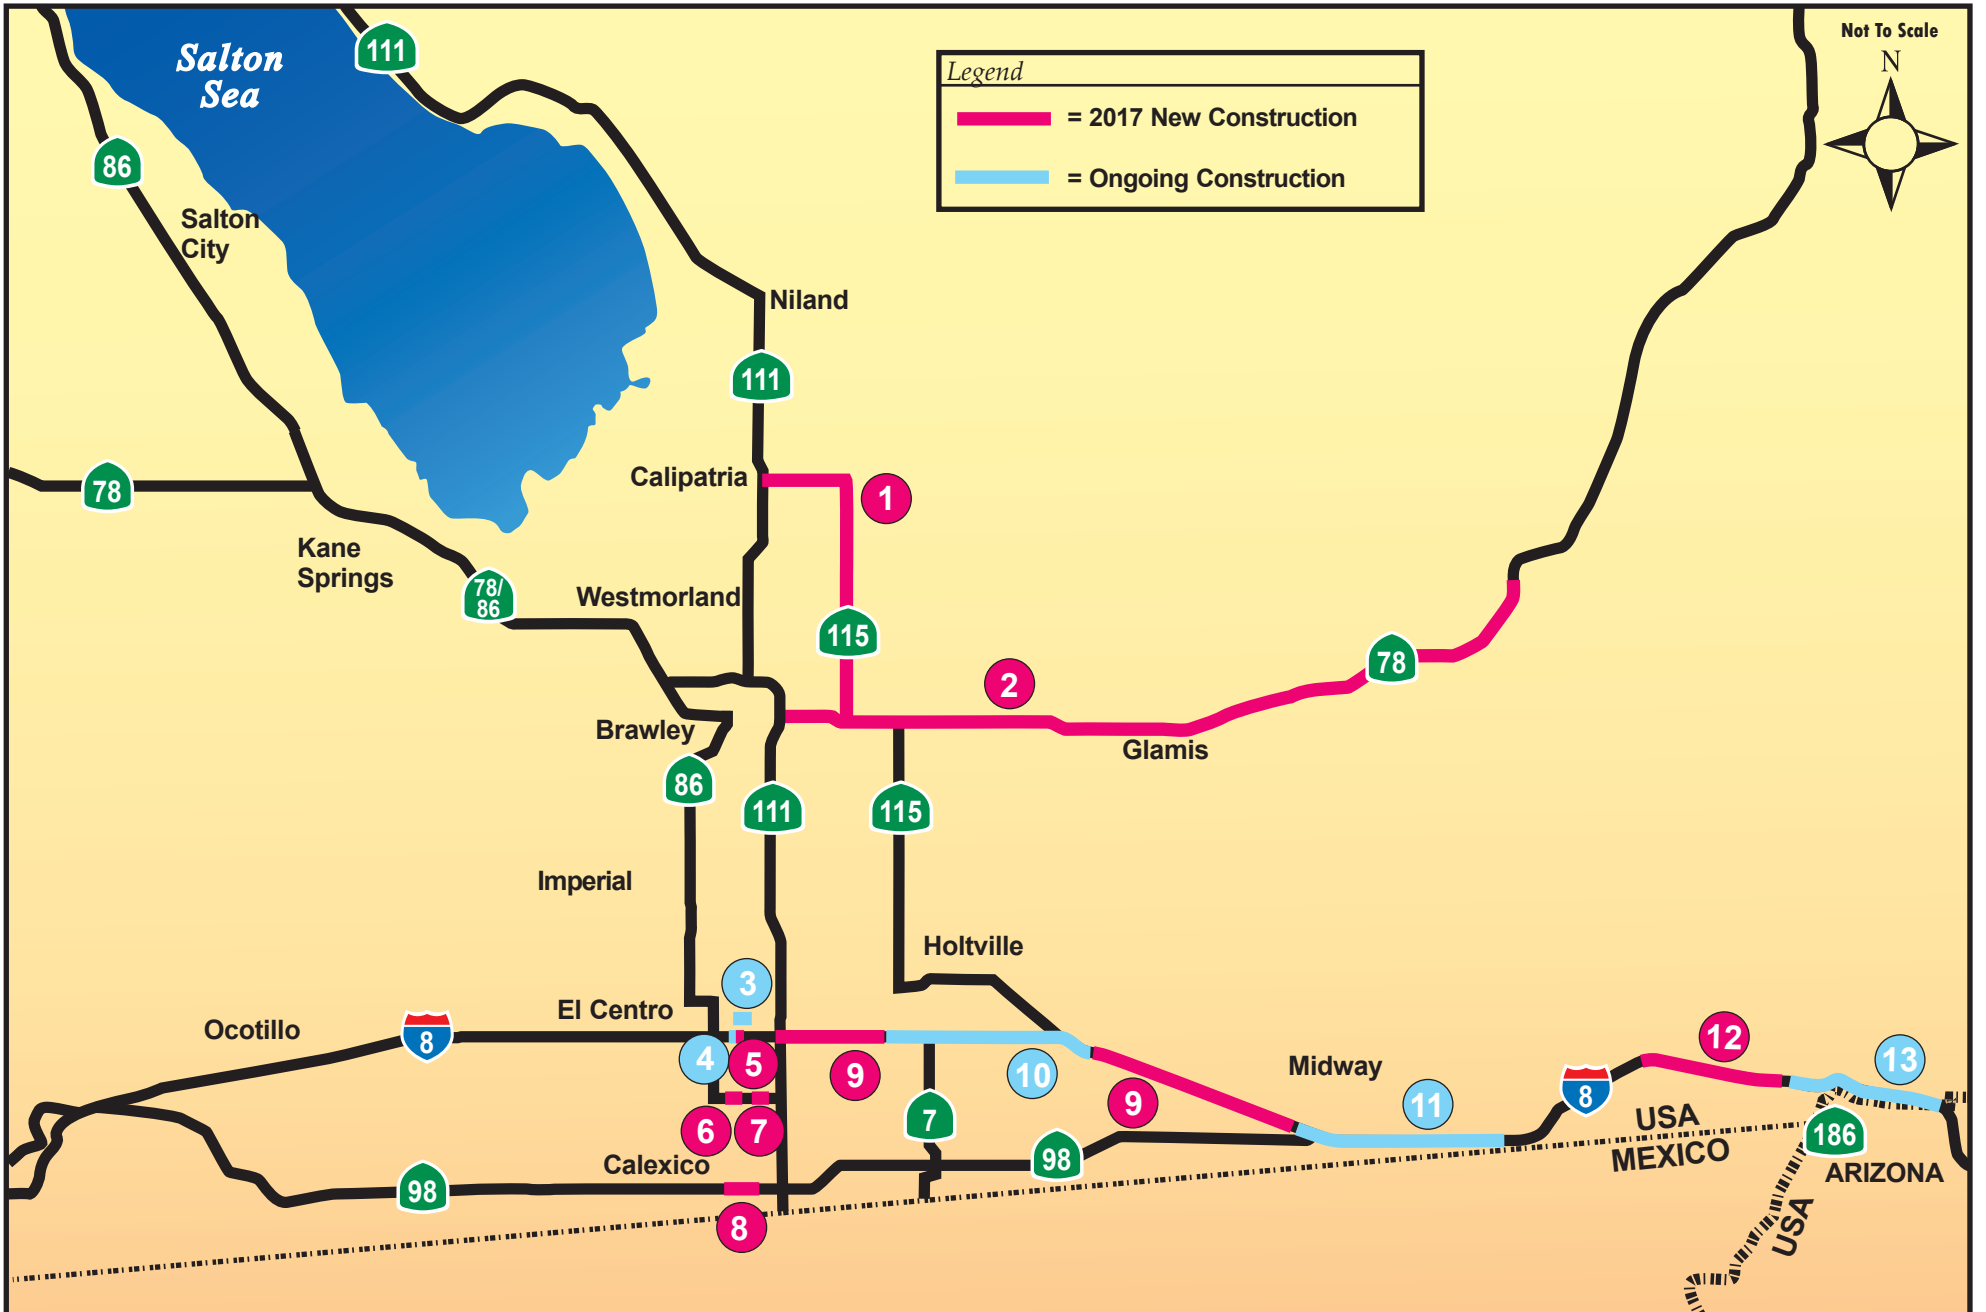 Not To Scale
N
Salton
Sea
111
Legend
= 2017 New Construction
= Ongoing Construction
86
Salton
City
Niland
111
Calipatria
78
1
Kane
Springs
78/
86
Westmorland
115
78
2
Brawley
Glamis
86
111
115
Imperial
Holtville
3
El Centro
Ocotillo
8
4
5
9
10
Midway
12
13
8
11
9
6
7
7
USA
MEXICO
186
Calexico
98
98
ARIZONA
8
USA